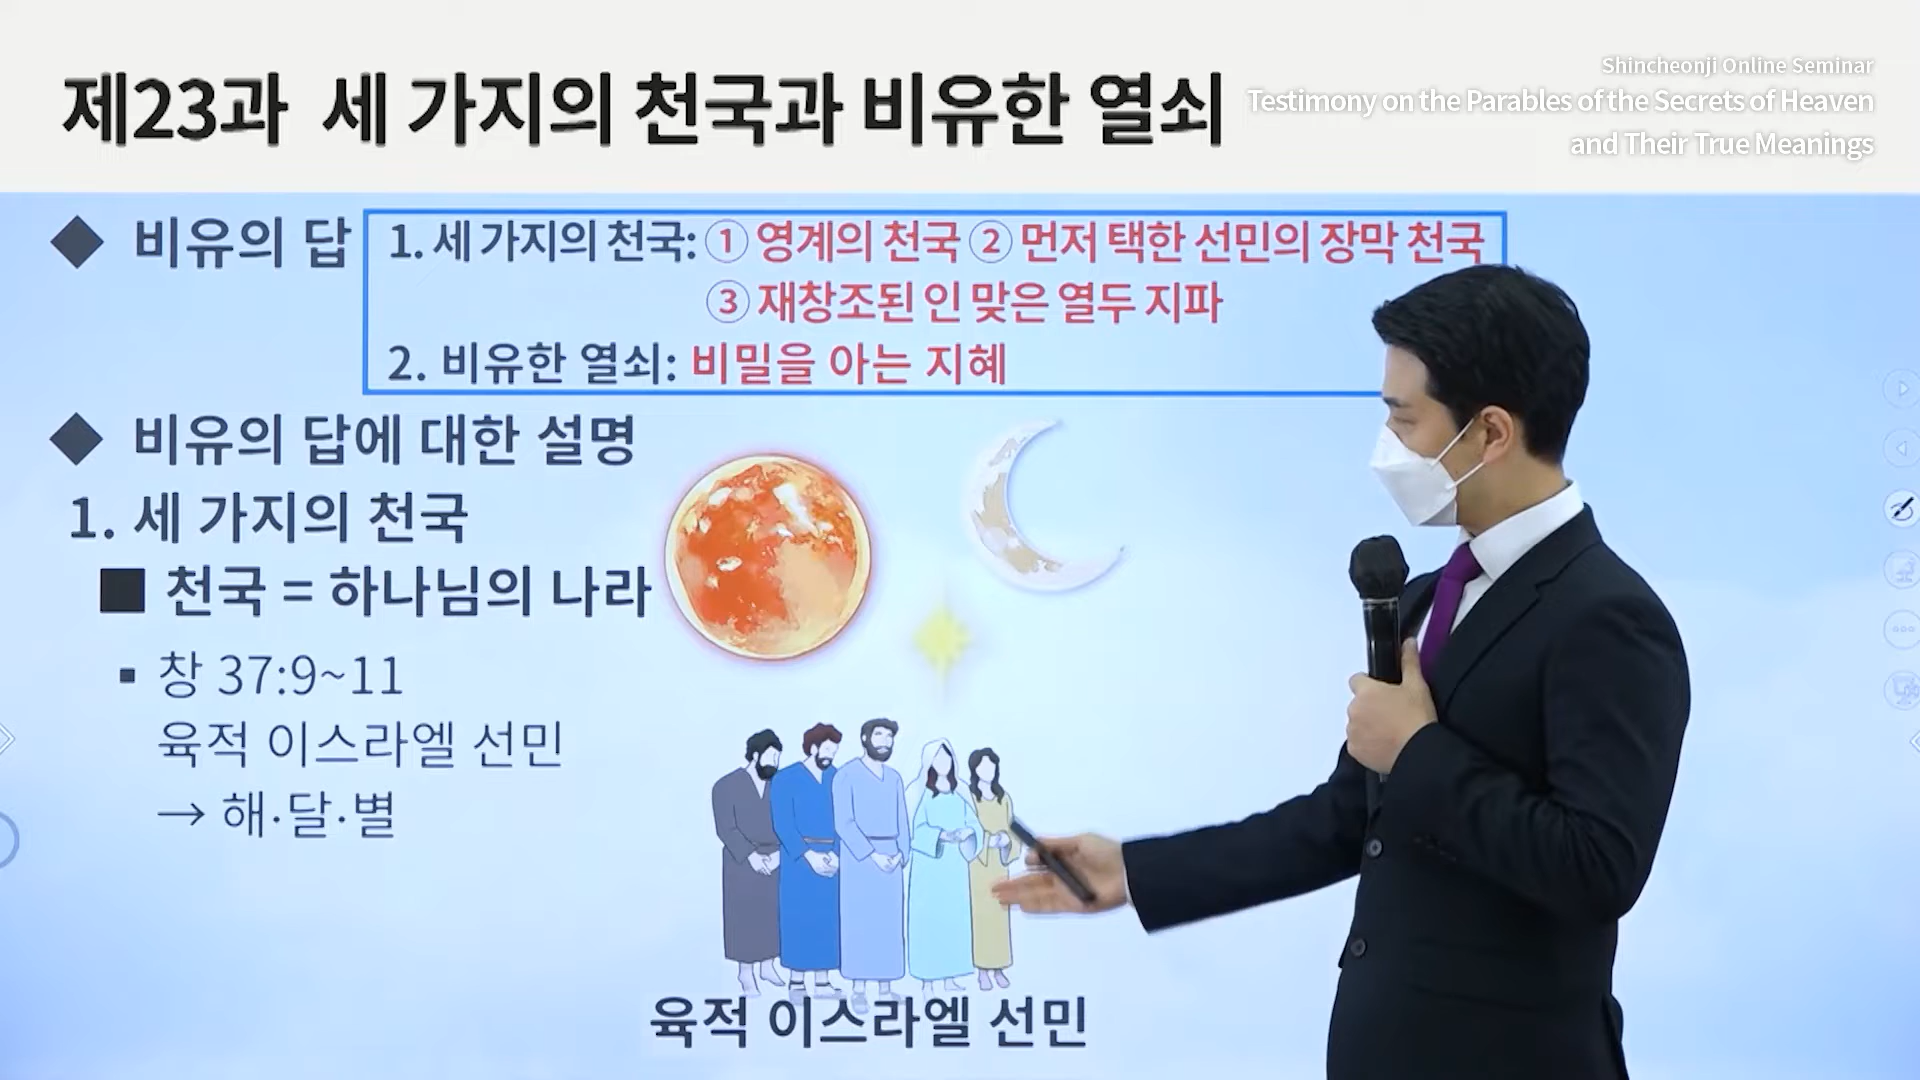 제23과 세 가지의 천국과 비유한 열쇠
Shincheonji Online Seminar
Testimony on the Parables of the Secrets of Heaven
and Their True Meanings
◆ 비유의 답
1. 세 가지의 천국: ① 영계의 천국 ② 먼저 택한 선민의 장막 천국
③ 재창조된 인 맞은 열두 지파
2. 비유한 열쇠: 비밀을 아는 지혜
◆ 비유의 답에 대한 설명
1. 세 가지의 천국
■ 천국 = 하나님의 나라
▪ 창 37:9~11
육적 이스라엘 선민
→ 해·달·별
육적 이스라엘 선민